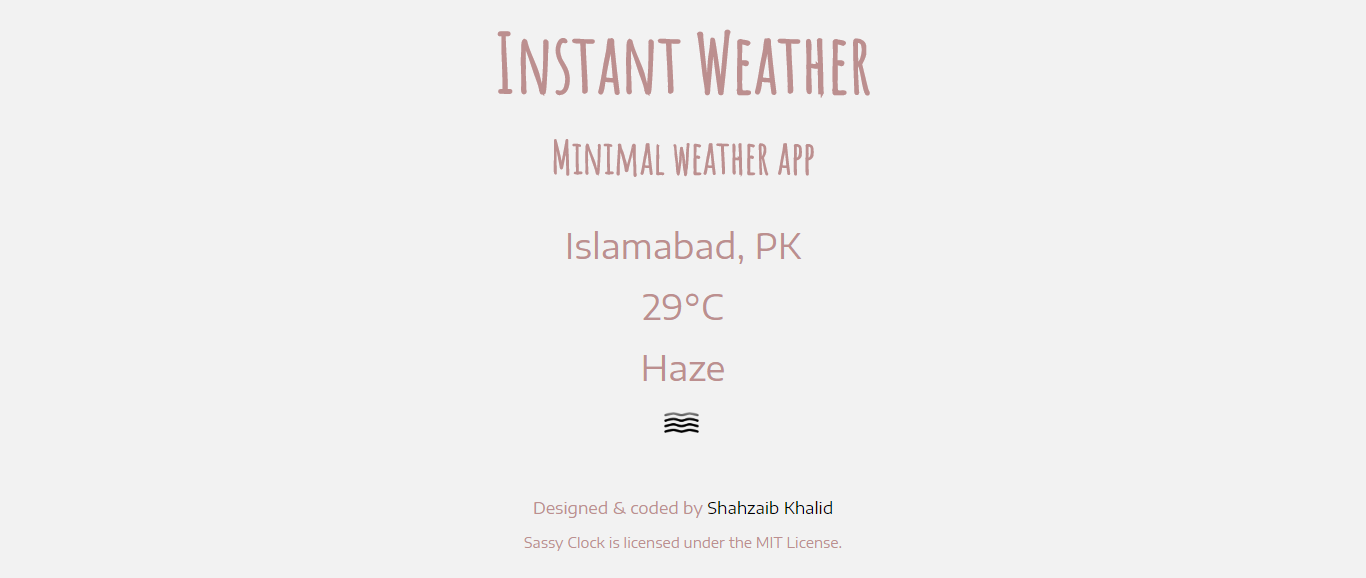 Instant Weather
Minimal weather app
Islamabad, PK
29°C
Haze
Designed & coded by Shahzaib Khalid
Sassy Clock is licensed under the MIT License.